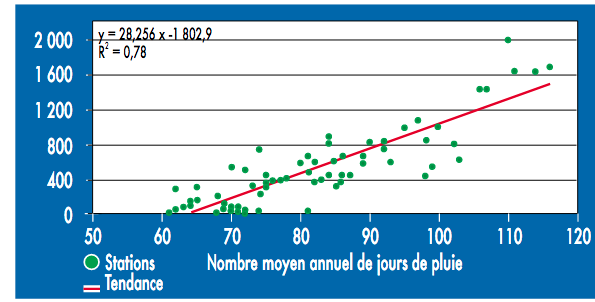 y = 28,256 x -1 802,9
R² = 0,78
2 000
1 600
1 200
800
400
0
50 60 70 80 90 100 110 120
Stations
Nombre moyen annuel de jours de pluie
Tendance